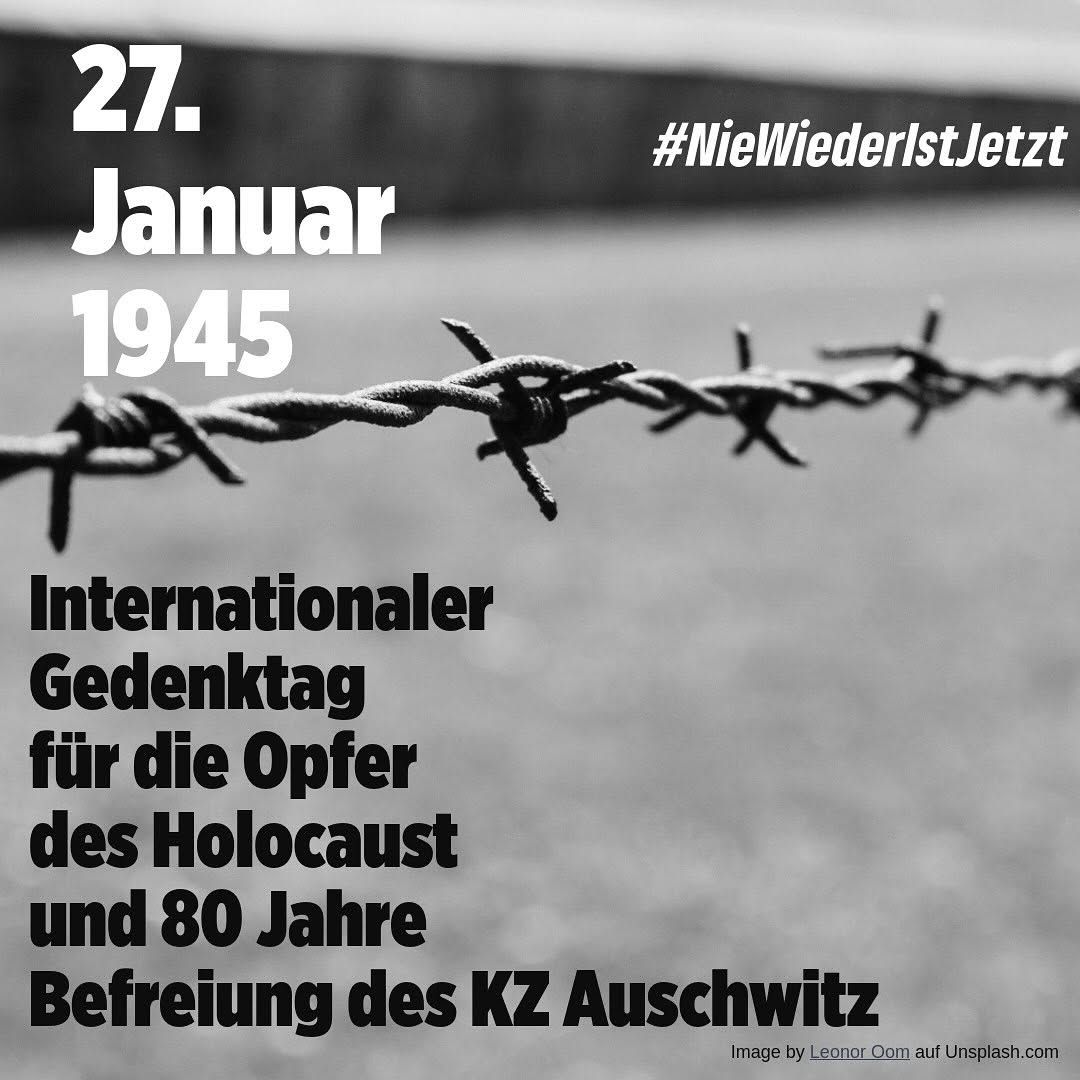 27.
Januar
1945
#NieWiederIstJetzt
Internationaler
Gedenktag
für die Opfer
des Holocaust
und 80 Jahre
Befreiung des KZ Auschwitz
Image by Leonor Oom auf Unsplash.com